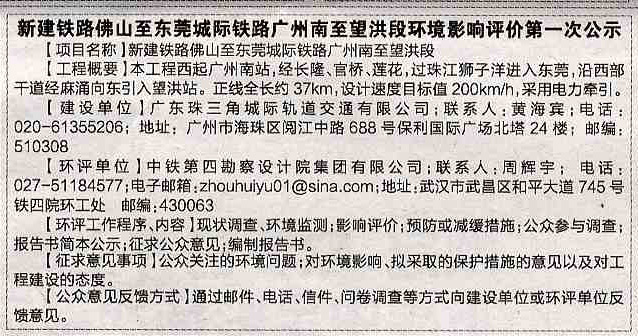 新建铁路佛山至东莞城际铁路广州南至望洪段环境影响评价第一次公示
【项目名称】新建铁路佛山至东莞城际铁路广州南至望洪段
【工程概要】本工程西起广州南站,经长隆、官桥、莲花,过珠江狮子洋进入东莞,沿西部
干道经麻涌向东引入望洪站。正线全长约 37km,设计速度目标值 200km/h,采用电力牵引。
【建设单位】广东珠三角城际轨道交通有限公司;联系人:黄海宾;电话:
020-61355206;地址:广州市海珠区阅江中路 688 号保利国际广场北塔 24 楼;邮编:
510308
【环评单位】中铁第四勘察设计院集团有限公司;联系人:周辉宇;电话:
027-51184577;电子邮箱:zhouhuiyu01@sina.com;地址:武汉市武昌区和平大道 745 号
铁四院环工处 邮编:430063
【环评工作程序、内容】现状调查、环境监测;影响评价;预防或减缓措施;公众参与调查;
报告书简本公示;征求公众意见;编制报告书。
【征求意见事项】公众关注的环境问题;对环境影响、拟采取的保护措施的意见以及对工
程建设的态度。
【公众意见反馈方式】通过邮件、电话、信件、问卷调查等方式向建设单位或环评单位反
馈意见。